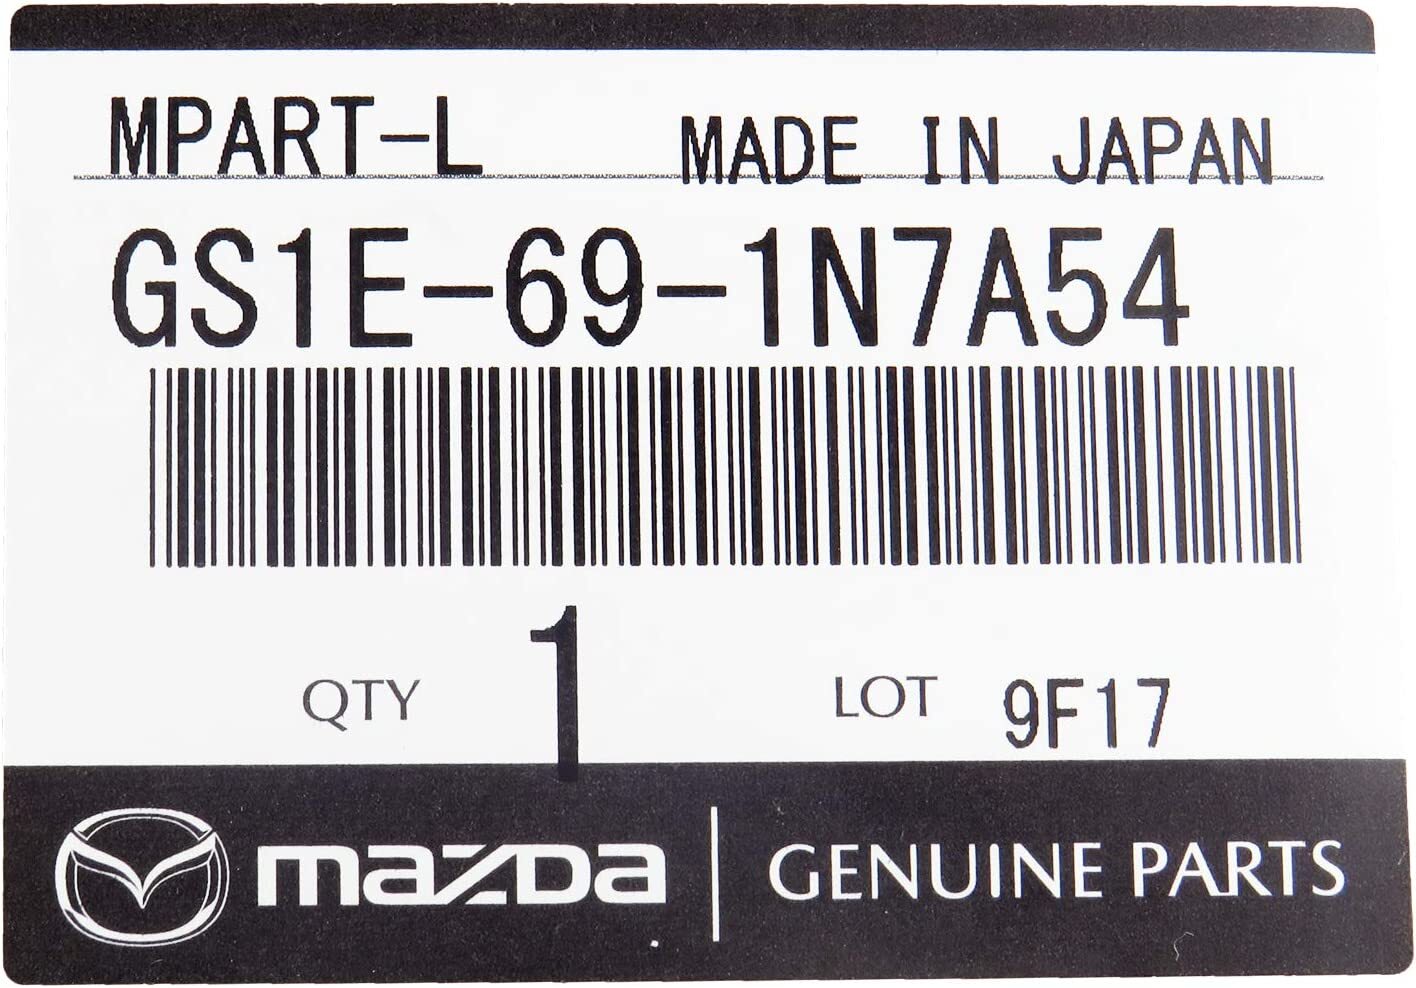 MPART-L MADE IN JAPAN
GS1E-69-1N7A54
QTY 1 LOT 9F17
mazda GENUINE PARTS